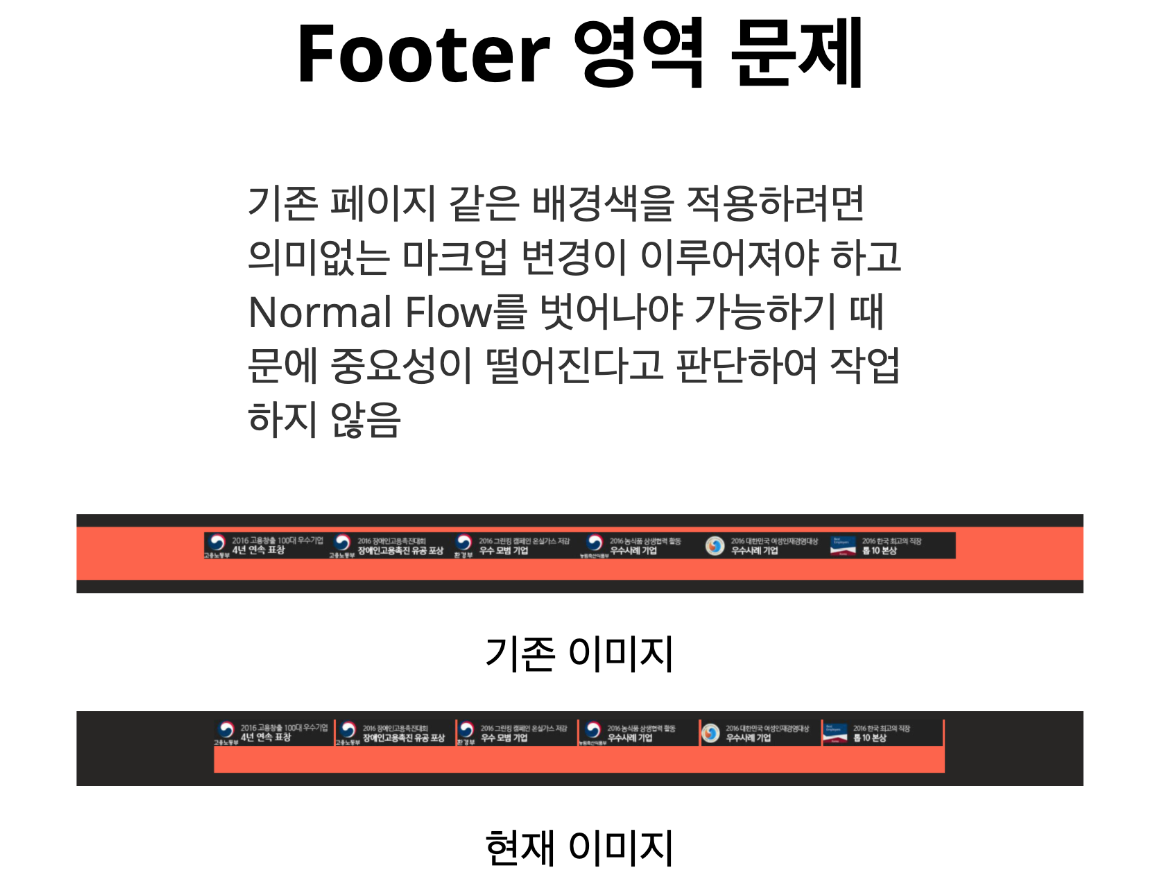 Footer 영역 문제
기존 페이지 같은 배경색을 적용하려면
의미없는 마크업 변경이 이루어져야 하고
Normal Flow를 벗어나야 가능하기 때
문에 중요성이 떨어진다고 판단하여 작업
하지 않음
2016 고용창출 100대 우수기업
4년 연속 표창
고용노동부
2016 장애인고용촉진대회
장애인고용촉진 유공 포상
고용노동부
2016 그린킹 캠페인 온실가스 저감
우수 모범 기업
환경부
2016 농식품 상생협력 활동
우수사례 기업
농림축산식품부
2016 대한민국 여성인재경영대상
우수사례 기업
2016 한국 최고의 직장
톱 10 본상
기존 이미지
2016 고용창출 100대 우수기업
4년 연속 표창
고용노동부
2016 장애인고용촉진대회
장애인고용촉진 유공 포상
고용노동부
2016 그린킹 캠페인 온실가스 저감
우수 모범 기업
환경부
2016 농식품 상생협력 활동
우수사례 기업
농림축산식품부
2016 대한민국 여성인재경영대상
우수사례 기업
2016 한국 최고의 직장
톱 10 본상
현재 이미지